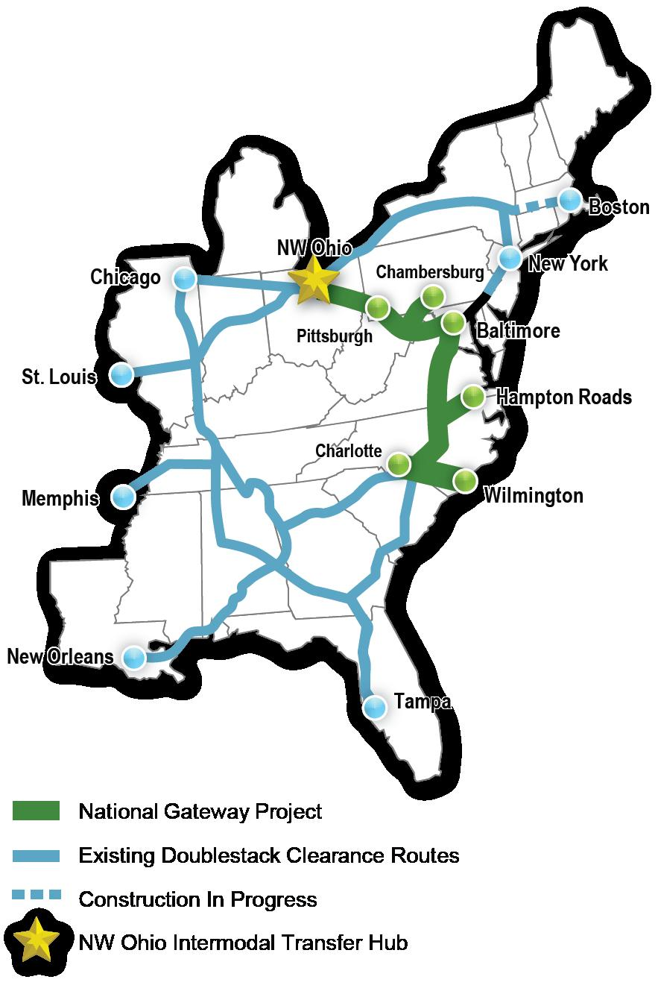 Boston
NW Ohio
New York
Chambersburg
Chicago
Baltimore
Pittsburgh
St. Louis
Hampton Roads
Charlotte
Wilmington
Memphis
New Orleans
Tampa
National Gateway Project
Existing Doublestack Clearance Routes
Construction In Progress
NW Ohio Intermodal Transfer Hub